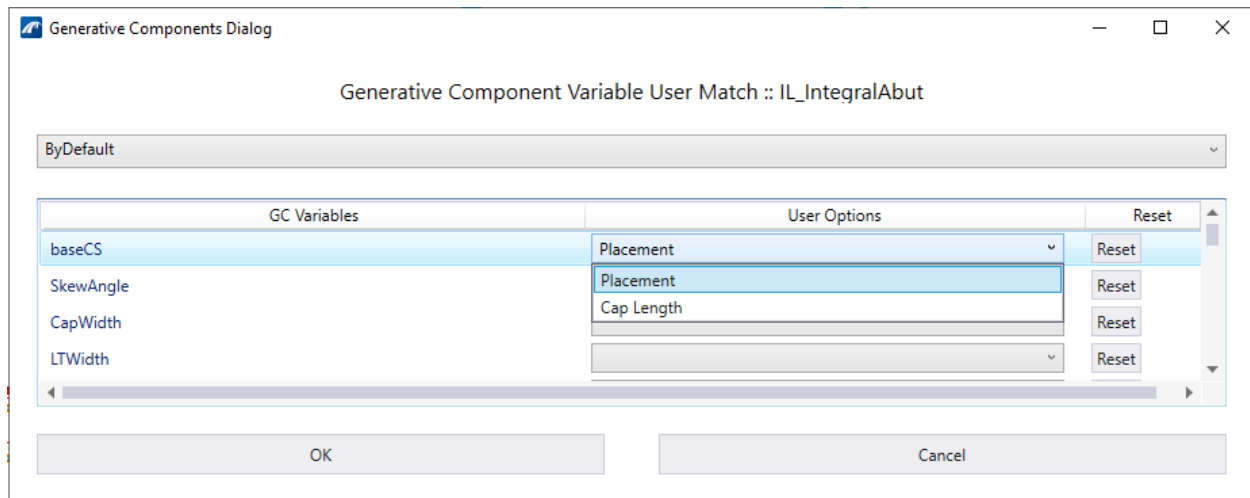 Generative Components Dialog
Generative Component Variable User Match :: IL_IntegralAbut
ByDefault
GC Variables User Options Reset
baseCS Placement Reset
SkewAngle Placement Reset
CapWidth Cap Length Reset
LTWidth Reset
OK Cancel